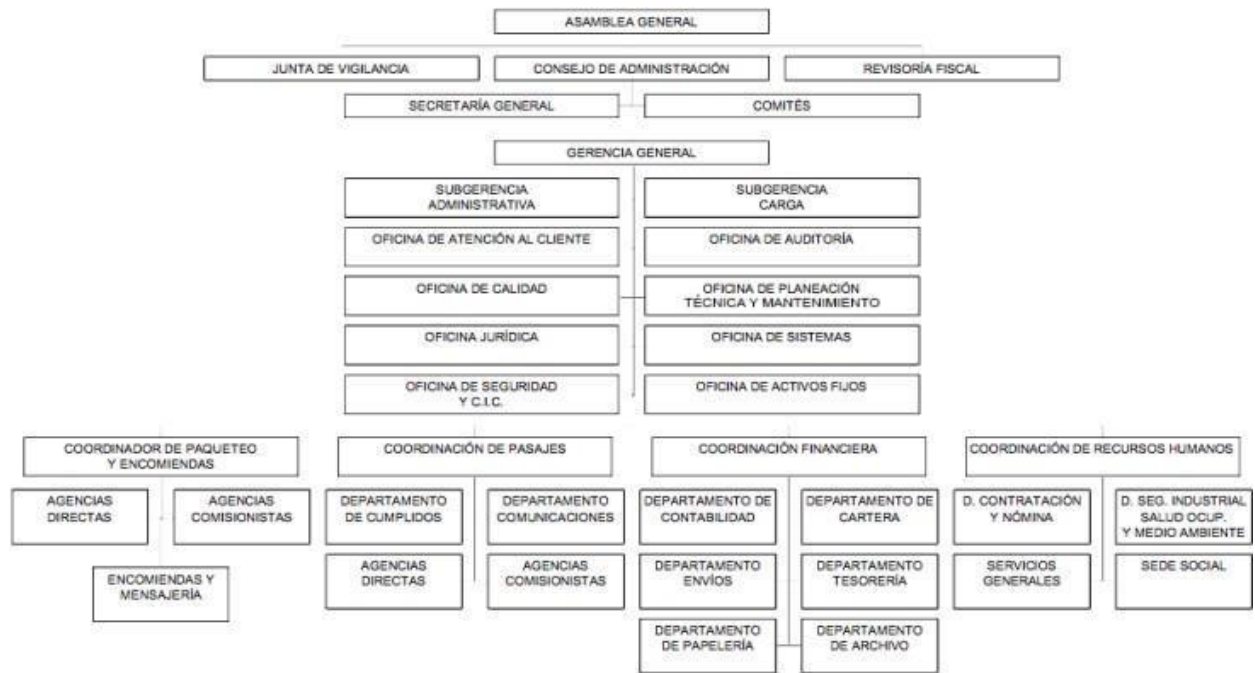 ASAMBLEA GENERAL
JUNTA DE VIGILANCIA
CONSEJO DE ADMINISTRACIÓN
REVISORÍA FISCAL
SECRETARÍA GENERAL
COMITÉS
GERENCIA GENERAL
SUBGERENCIA
ADMINISTRATIVA
SUBGERENCIA
CARGA
OFICINA DE ATENCIÓN AL CLIENTE
OFICINA DE AUDITORÍA
OFICINA DE CALIDAD
OFICINA DE PLANEACIÓN
TÉCNICA Y MANTENIMIENTO
OFICINA JURÍDICA
OFICINA DE SISTEMAS
OFICINA DE SEGURIDAD
Y C.I.C.
OFICINA DE ACTIVOS FIJOS
COORDINADOR DE PAQUETEO
Y ENCOMIENDAS
COORDINACIÓN DE PASAJES
COORDINACIÓN FINANCIERA
COORDINACIÓN DE RECURSOS HUMANOS
AGENCIAS
DIRECTAS
AGENCIAS
COMISIONISTAS
DEPARTAMENTO
DE CUMPLIDOS
DEPARTAMENTO
COMUNICACIONES
DEPARTAMENTO DE
CONTABILIDAD
DEPARTAMENTO DE
CARTERA
D. CONTRATACIÓN
Y NÓMINA
D. SEG. INDUSTRIAL
SALUD OCUP.
Y MEDIO AMBIENTE
ENCOMIENDAS Y
MENSAJERÍA
AGENCIAS
DIRECTAS
AGENCIAS
COMISIONISTAS
DEPARTAMENTO
ENVÍOS
DEPARTAMENTO
TESORERÍA
SERVICIOS
GENERALES
SEDE SOCIAL
DEPARTAMENTO
DE PAPELERÍA
DEPARTAMENTO
DE ARCHIVO